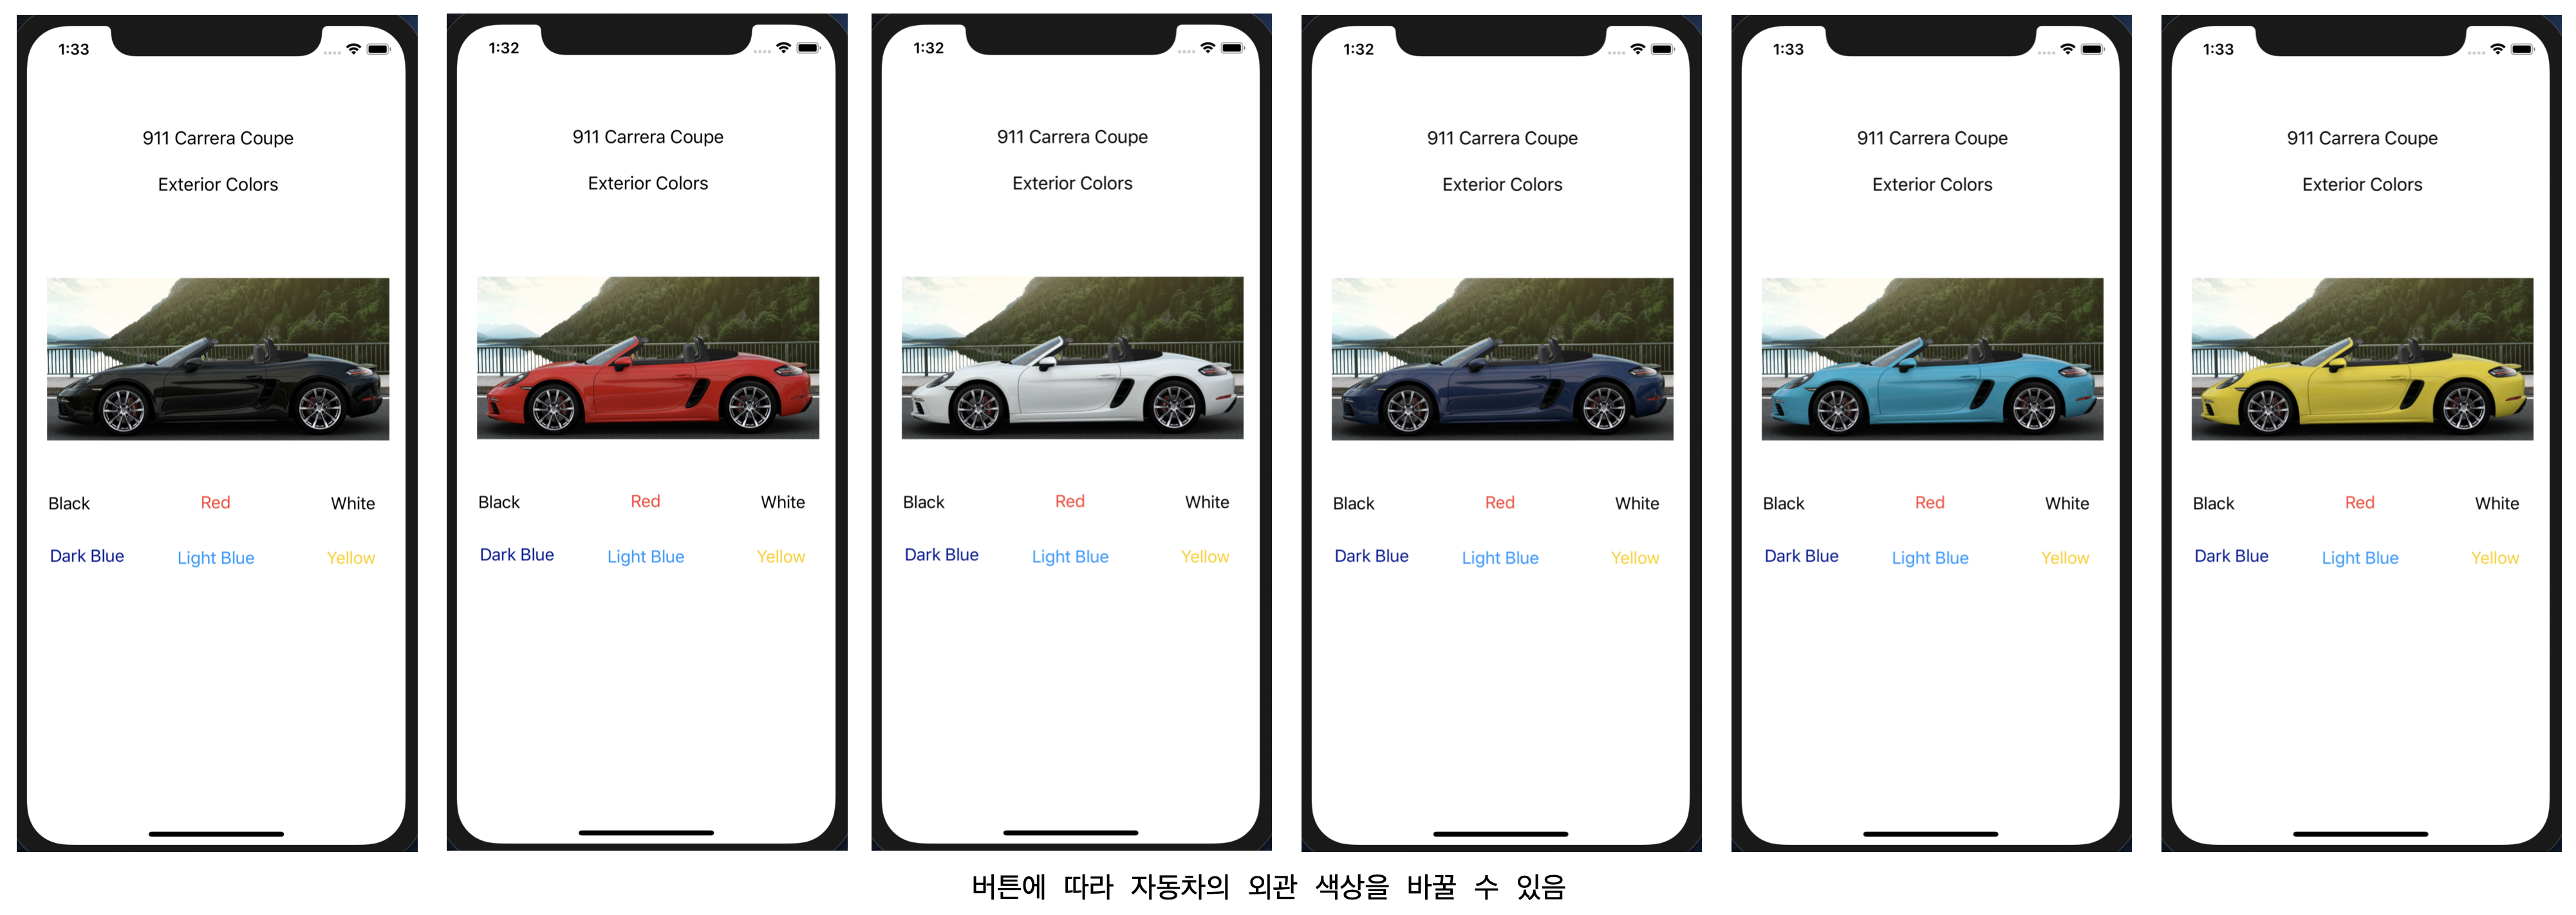 1:33
911 Carrera Coupe
Exterior Colors
Black Red White
Dark Blue Light Blue Yellow
1:32
911 Carrera Coupe
Exterior Colors
Black Red White
Dark Blue Light Blue Yellow
1:32
911 Carrera Coupe
Exterior Colors
Black Red White
Dark Blue Light Blue Yellow
1:32
911 Carrera Coupe
Exterior Colors
Black Red White
Dark Blue Light Blue Yellow
1:33
911 Carrera Coupe
Exterior Colors
Black Red White
Dark Blue Light Blue Yellow
1:33
911 Carrera Coupe
Exterior Colors
Black Red White
Dark Blue Light Blue Yellow
버튼에 따라 자동차의 외관 색상을 바꿀 수 있음